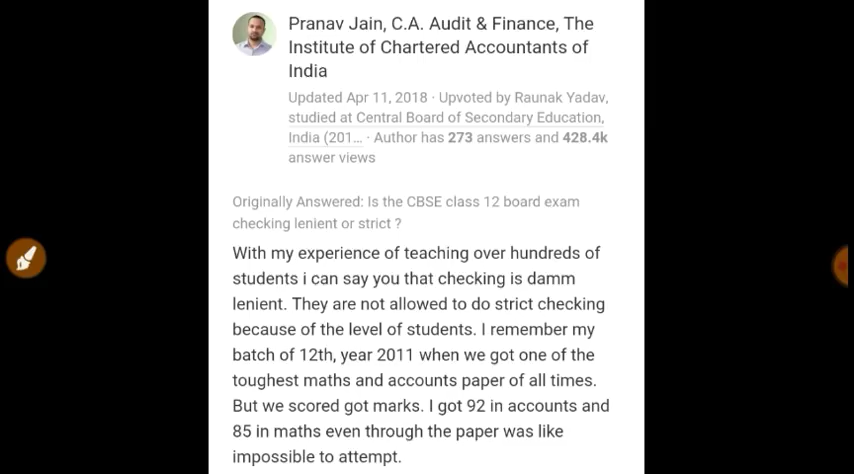 Pranav Jain, C.A. Audit & Finance, The
Institute of Chartered Accountants of
India
Updated Apr 11, 2018 · Upvoted by Raunak Yadav,
studied at Central Board of Secondary Education,
India (201... · Author has 273 answers and 428.4k
answer views
Originally Answered: Is the CBSE class 12 board exam
checking lenient or strict ?
With my experience of teaching over hundreds of
students i can say you that checking is damm
lenient. They are not allowed to do strict checking
because of the level of students. I remember my
batch of 12th, year 2011 when we got one of the
toughest maths and accounts paper of all times.
But we scored got marks. I got 92 in accounts and
85 in maths even through the paper was like
impossible to attempt.